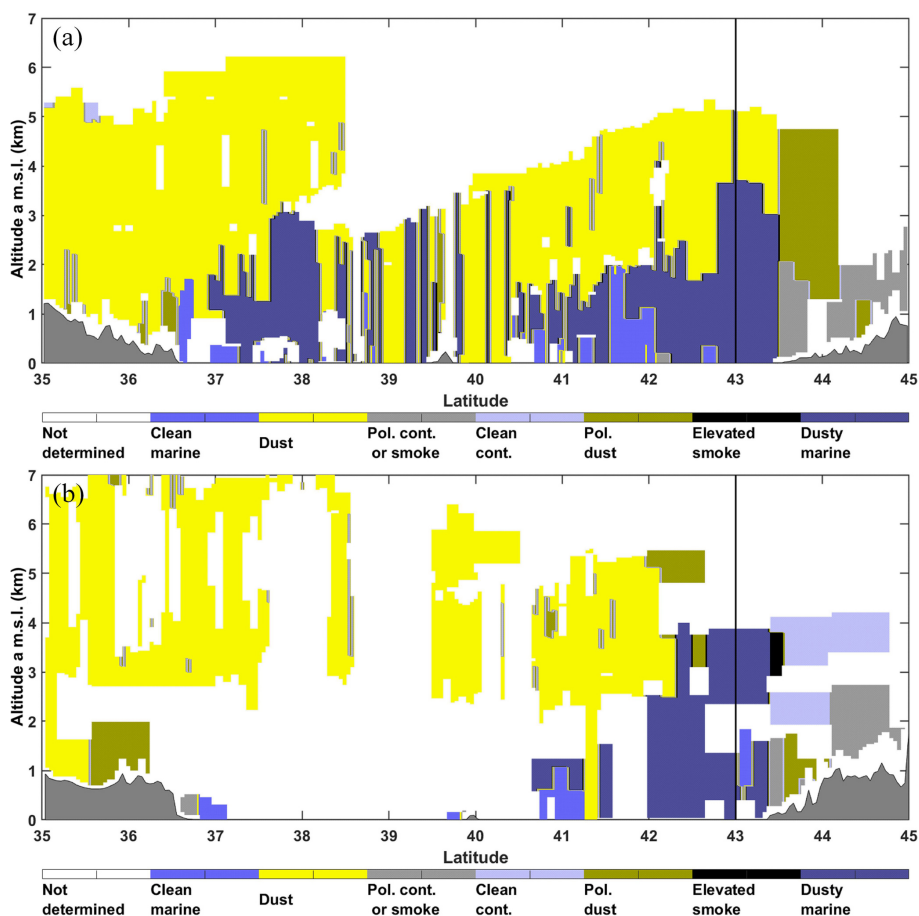 (a)
Altitude a m.s.l. (km)
7
6
5
4
3
2
1
0
35 36 37 38 39 40 41 42 43 44 45
Latitude
Not determined
Clean marine
Dust
Pol. cont. or smoke
Clean cont.
Pol. dust
Elevated smoke
Dusty marine
(b)
Altitude a m.s.l. (km)
7
6
5
4
3
2
1
0
35 36 37 38 39 40 41 42 43 44 45
Latitude
Not determined
Clean marine
Dust
Pol. cont. or smoke
Clean cont.
Pol. dust
Elevated smoke
Dusty marine